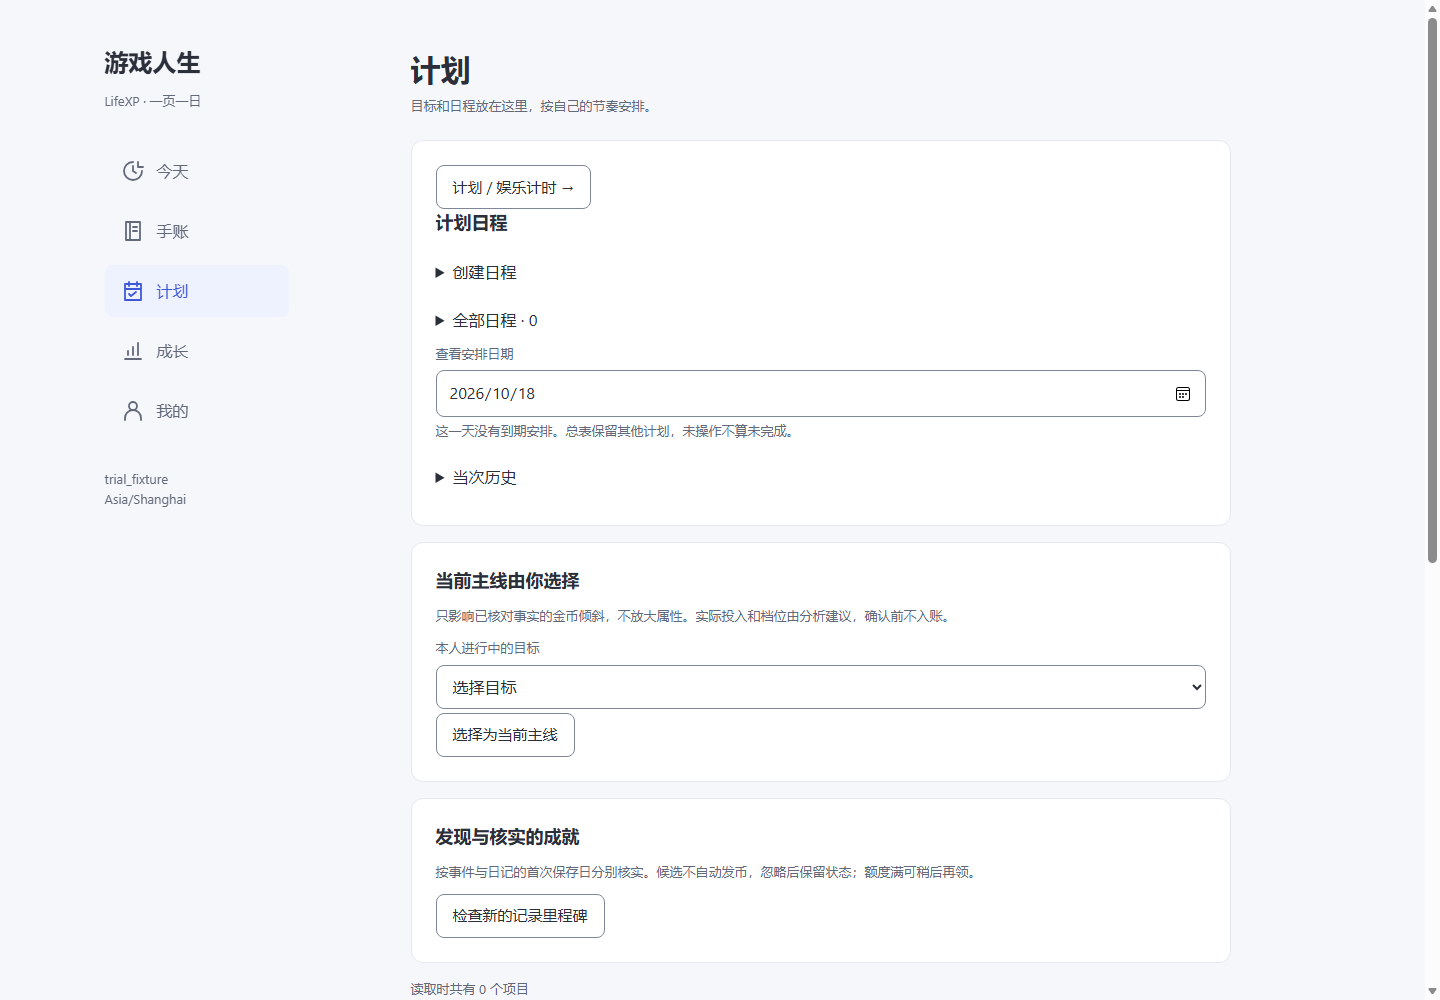 游戏人生
LifeXP · 一页一日
今天
手账
计划
成长
我的
trial_fixture
Asia/Shanghai
计划
目标和日程放在这里，按自己的节奏安排。
计划 / 娱乐计时 →
计划日程
▶ 创建日程
▶ 全部日程 · 0
查看安排日期
2026/10/18
这一天没有到期安排。总表保留其他计划，未操作不算未完成。
▶ 当次历史
当前主线由你选择
只影响已核对事实的金币倾斜，不放大属性。实际投入和档位由分析建议，确认前不入账。
本人进行中的目标
选择目标
选择为当前主线
发现与核实的成就
按事件与日记的首次保存日分别核实。候选不自动发币，忽略后保留状态；额度满可稍后再领。
检查新的记录里程碑
读取时共有 0 个项目